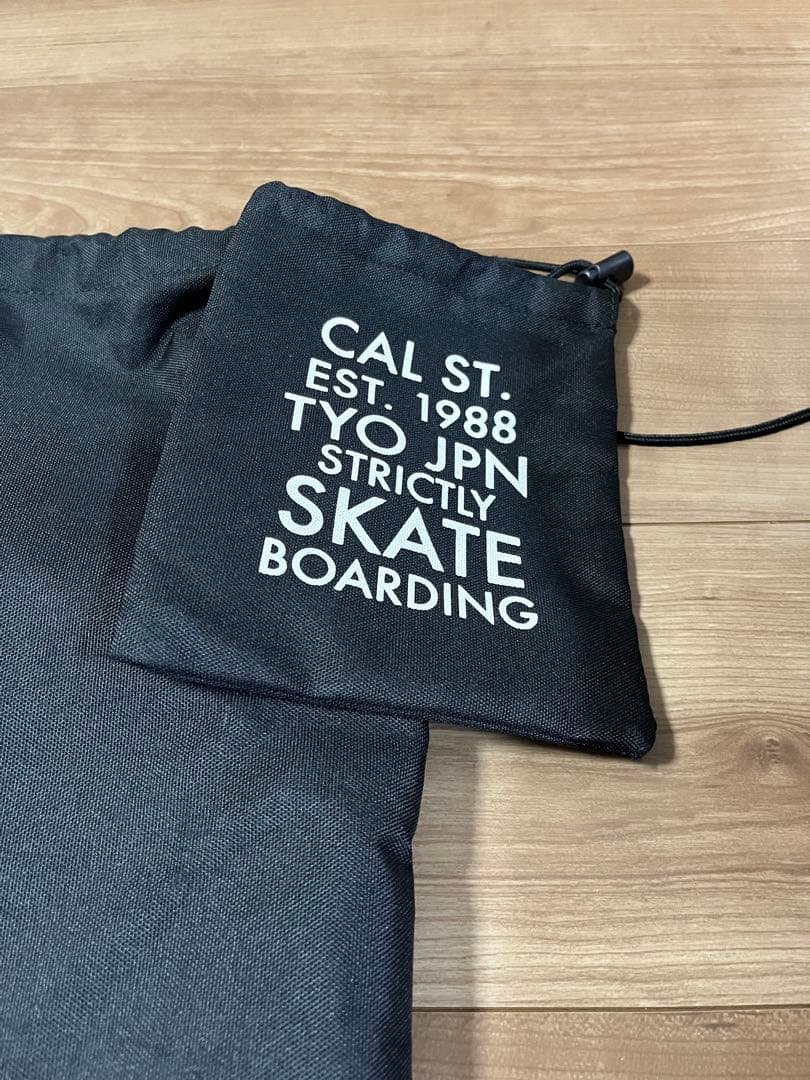 CAL ST.
EST. 1988
TYO JPN
STRICTLY
SKATE
BOARDING